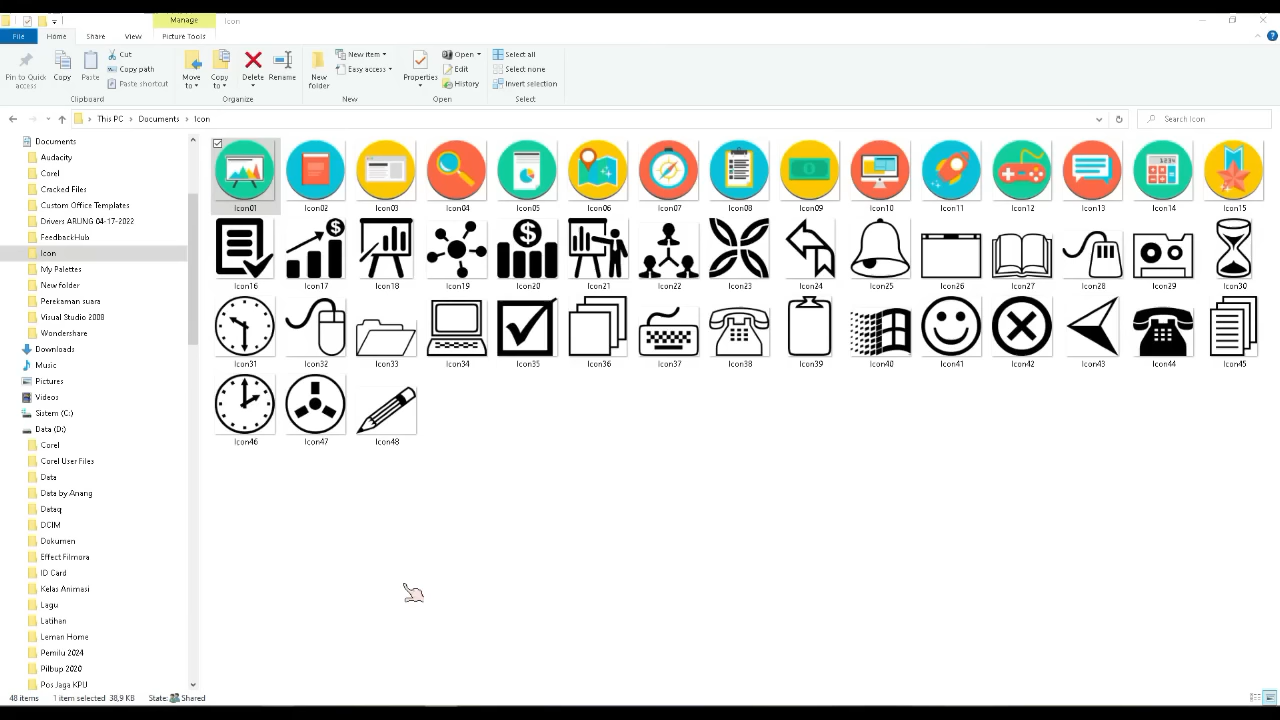 Manage
Icon
File
Home
Share
View
Picture Tools
Pin to Quick access
Copy
Paste
Cut
Copy path
Paste shortcut
Clipboard
Move to
Copy to
Delete
Rename
Organize
New folder
New item
Easy access
New
Properties
Open
Edit
History
Open
Select all
Select none
Invert selection
Select
This PC
Documents
Icon
Search Icon
Documents
Audacity
Corel
Cracked Files
Custom Office Templates
Drivers ARLING 04-17-2022
FeedbackHub
Icon
My Palettes
New folder
Perekaman suara
Visual Studio 2008
Wondershare
Downloads
Music
Pictures
Videos
Sistem (C:)
Data (D:)
Corel
Corel User Files
Data
Data by Anang
Dataq
DCIM
Dokumen
Effect Filmora
ID Card
Kelas Animasi
Lagu
Latihan
Leman Home
Pemilu 2024
Pilbup 2020
Pos Jaga KPU
Icon01 Icon02 Icon03 Icon04 Icon05 Icon06 Icon07 Icon08 Icon09 Icon10 Icon11 Icon12 Icon13 Icon14 Icon15
Icon16 Icon17 Icon18 Icon19 Icon20 Icon21 Icon22 Icon23 Icon24 Icon25 Icon26 Icon27 Icon28 Icon29 Icon30
Icon31 Icon32 Icon33 Icon34 Icon35 Icon36 Icon37 Icon38 Icon39 Icon40 Icon41 Icon42 Icon43 Icon44 Icon45
Icon46 Icon47 Icon48
48 items
1 item selected 38,9 KB
State: Shared